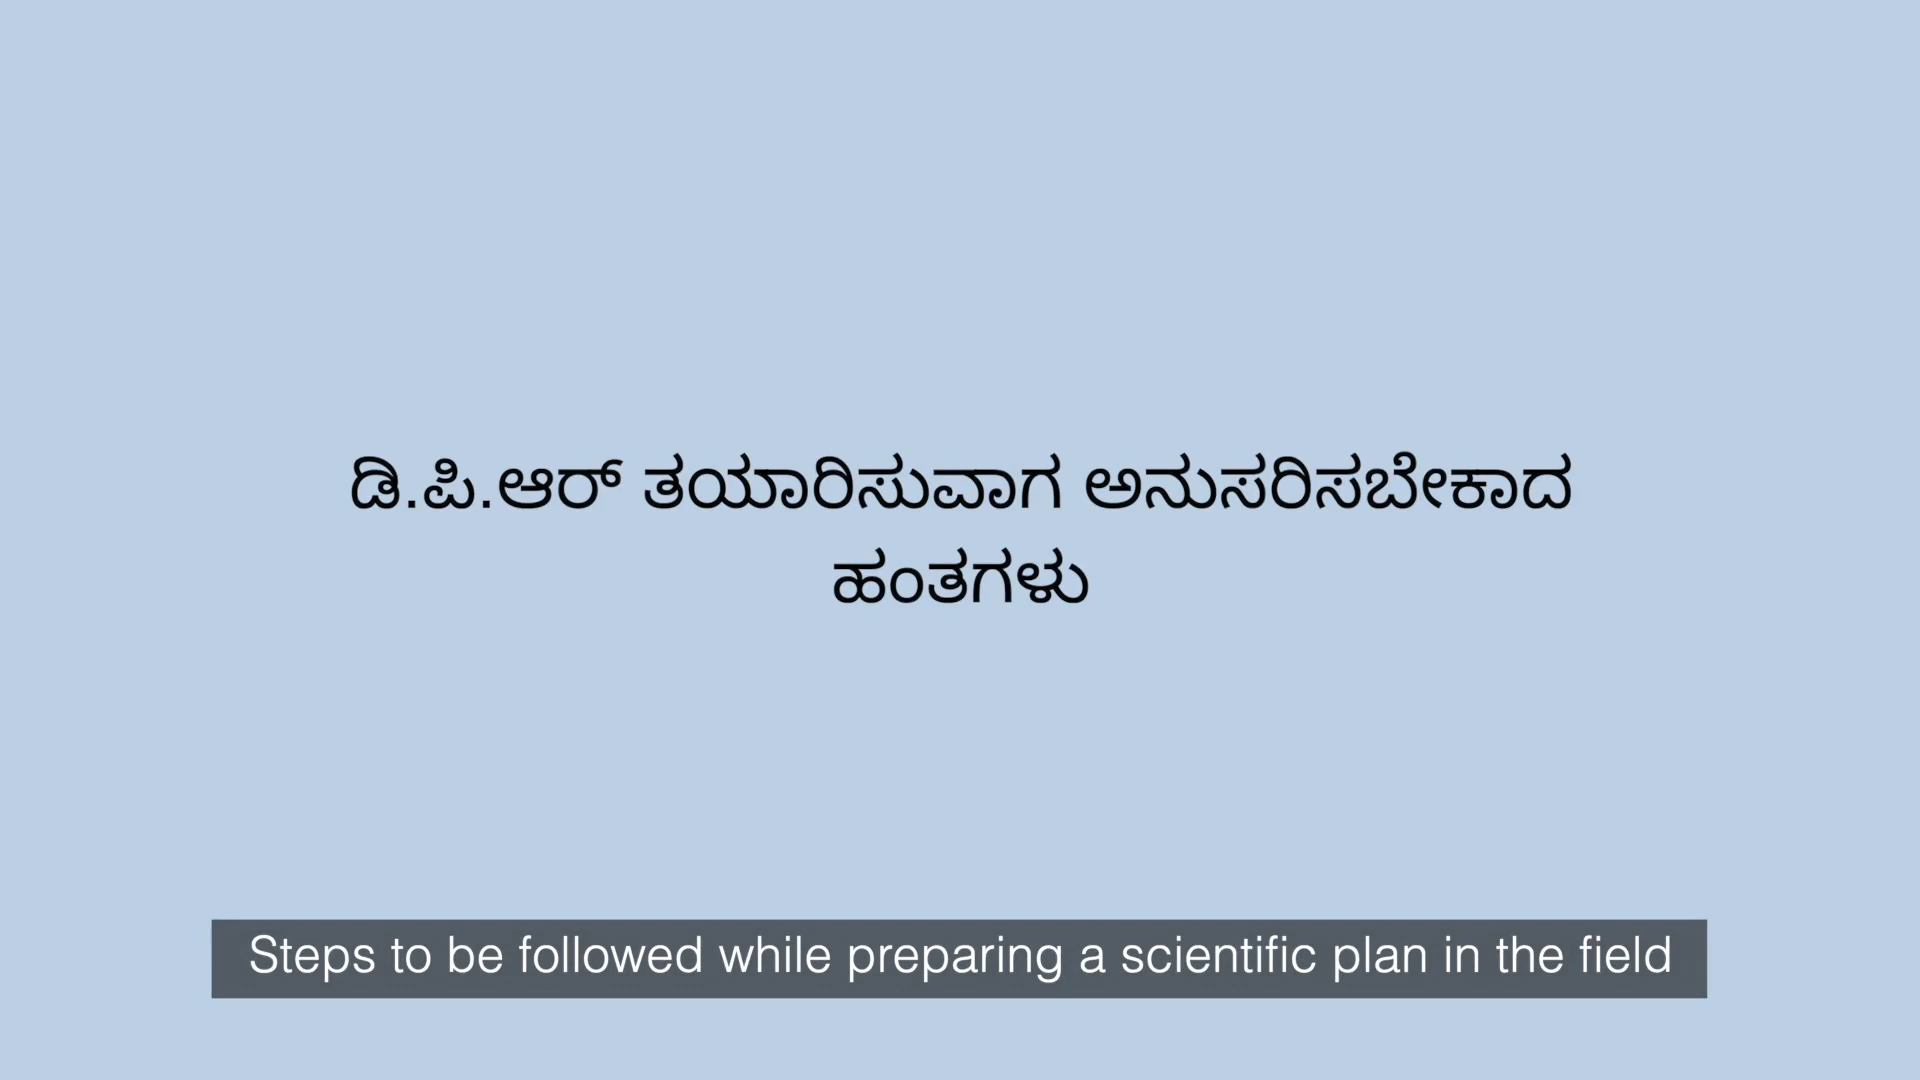 ಡಿ.ಪಿ.ಆರ್ ತಯಾರಿಸುವಾಗ ಅನುಸರಿಸಬೇಕಾದ
ಹಂತಗಳು
Steps to be followed while preparing a scientific plan in the field